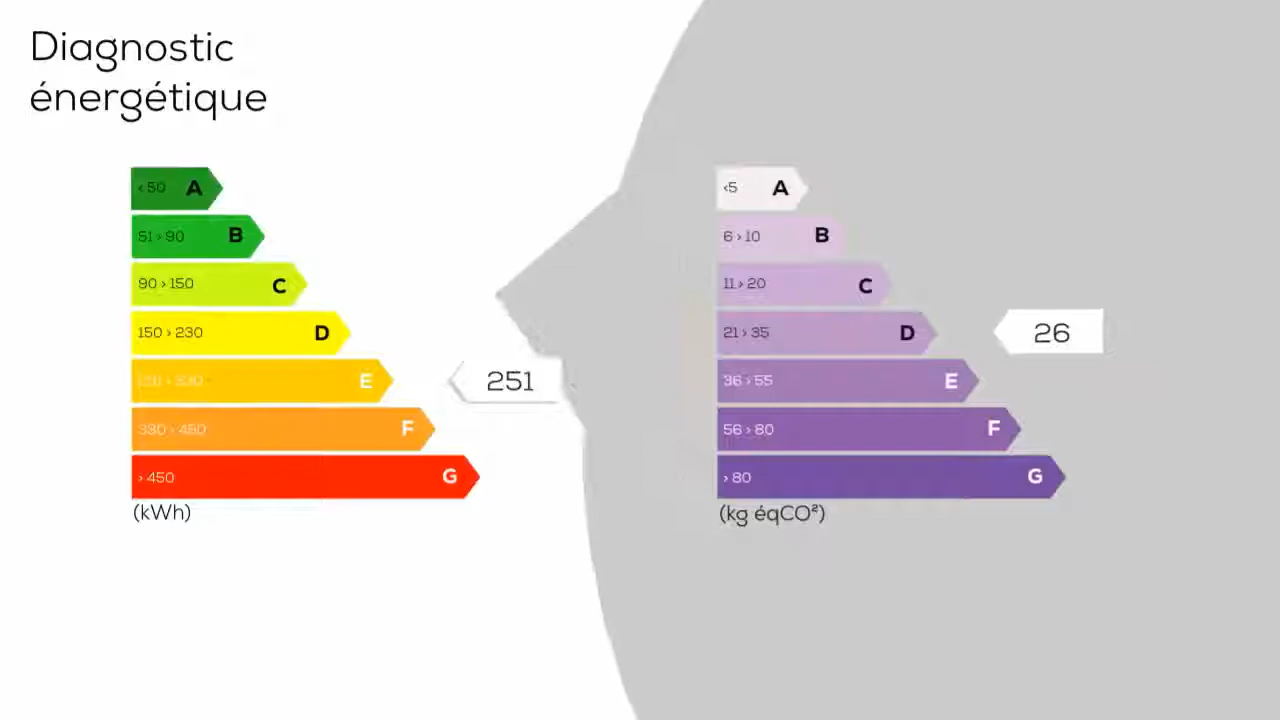 Diagnostic
énergétique
< 50 A
51 > 90 B
90 > 150 C
150 > 230 D
E
251
330 > 450 F
> 450 G
(kWh)
<5 A
6 > 10 B
11 > 20 C
21 > 35 D
26
36 > 55 E
56 > 80 F
> 80 G
(kg éqCO²)